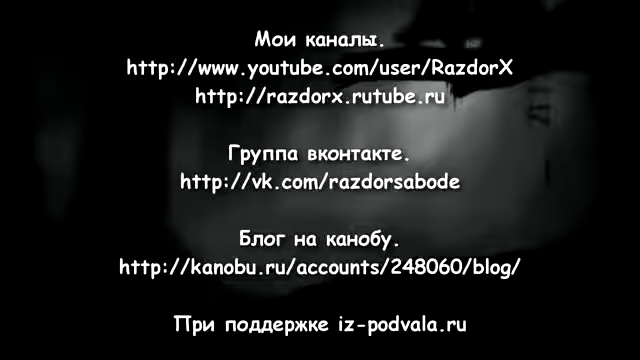 Мои каналы.
http://www.youtube.com/user/RazdorX
http://razdorx.rutube.ru
Группа вконтакте.
http://vk.com/razdorsabode
Блог на канобу.
http://kanobu.ru/accounts/248060/blog/
При поддержке iz-podvala.ru